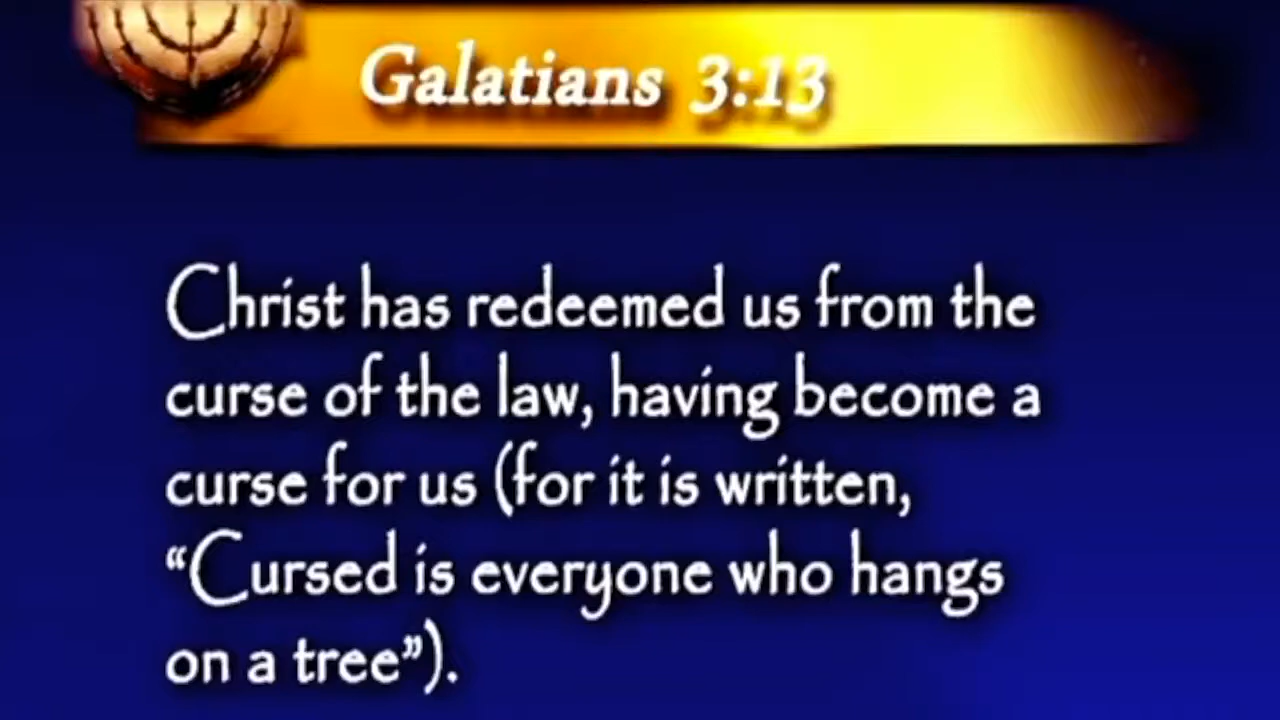 Galatians 3:13
Christ has redeemed us from the
curse of the law, having become a
curse for us (for it is written,
“Cursed is everyone who hangs
on a tree”).